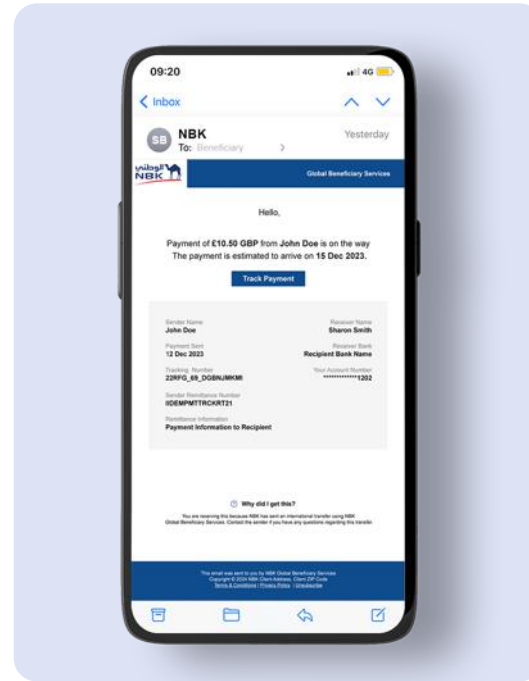 09:20
4G
Inbox
SB
NBK
Yesterday
To: Beneficiary
الوطني
NBK
Global Beneficiary Services
Hello,
Payment of £10.50 GBP from John Doe is on the way
The payment is estimated to arrive on 15 Dec 2023.
Track Payment
Sender Name
John Doe
Receiver Name
Sharon Smith
Payment Sent
12 Dec 2023
Receiver Bank
Recipient Bank Name
Tracking Number
22RFG_69_DGBNJMKMI
Your Account Number
*************1202
Sender Remittance Number
IIDEMPMTTRCKRT21
Remittance Information
Payment Information to Recipient
Why did I get this?
You are receiving this because NBK has sent an international transfer using NBK
Global Beneficiary Services. Contact the sender if you have any questions regarding this transfer.
This email was sent to you by NBK Global Beneficiary Services
Copyright © 2024 NBK Client Address, Client ZIP Code
Terms & Conditions | Privacy Policy | Unsubscribe